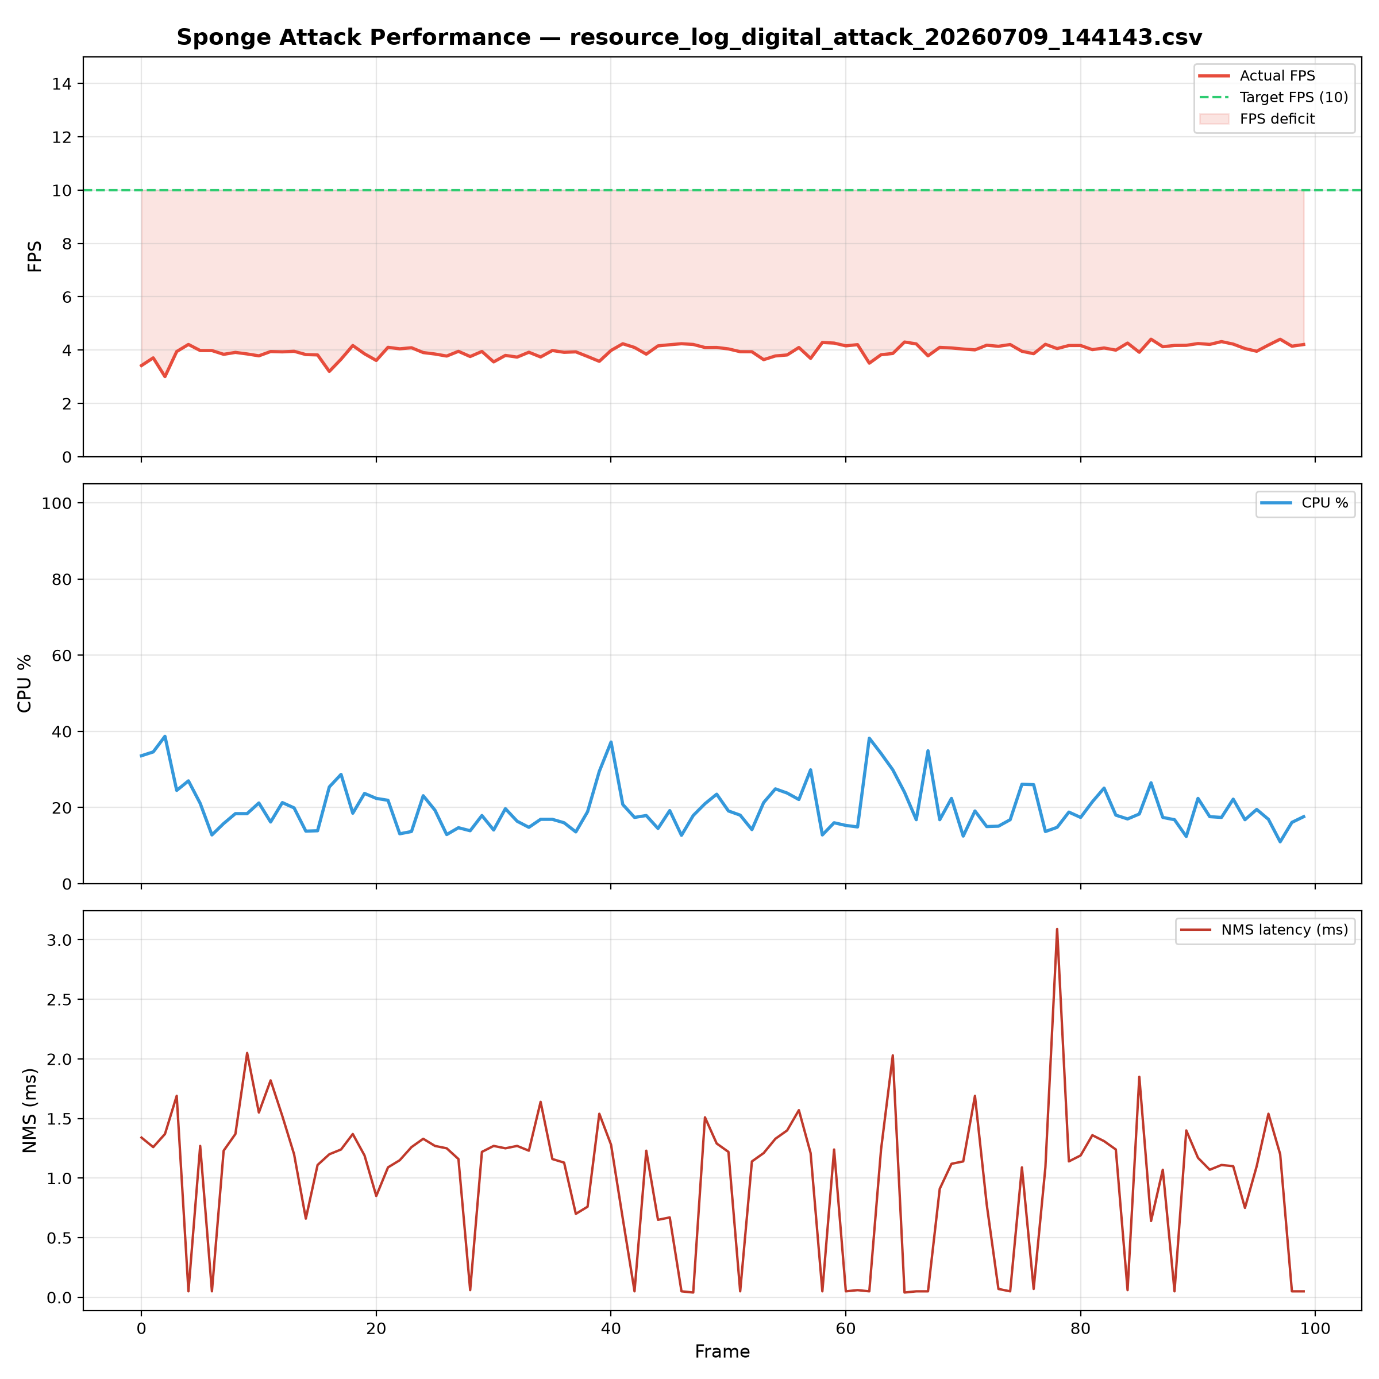 Sponge Attack Performance — resource_log_digital_attack_20260709_144143.csv
Actual FPS
Target FPS (10)
FPS deficit
FPS
14
12
10
8
6
4
2
0
CPU %
CPU %
100
80
60
40
20
0
NMS latency (ms)
NMS (ms)
3.0
2.5
2.0
1.5
1.0
0.5
0.0
0 20 40 60 80 100
Frame